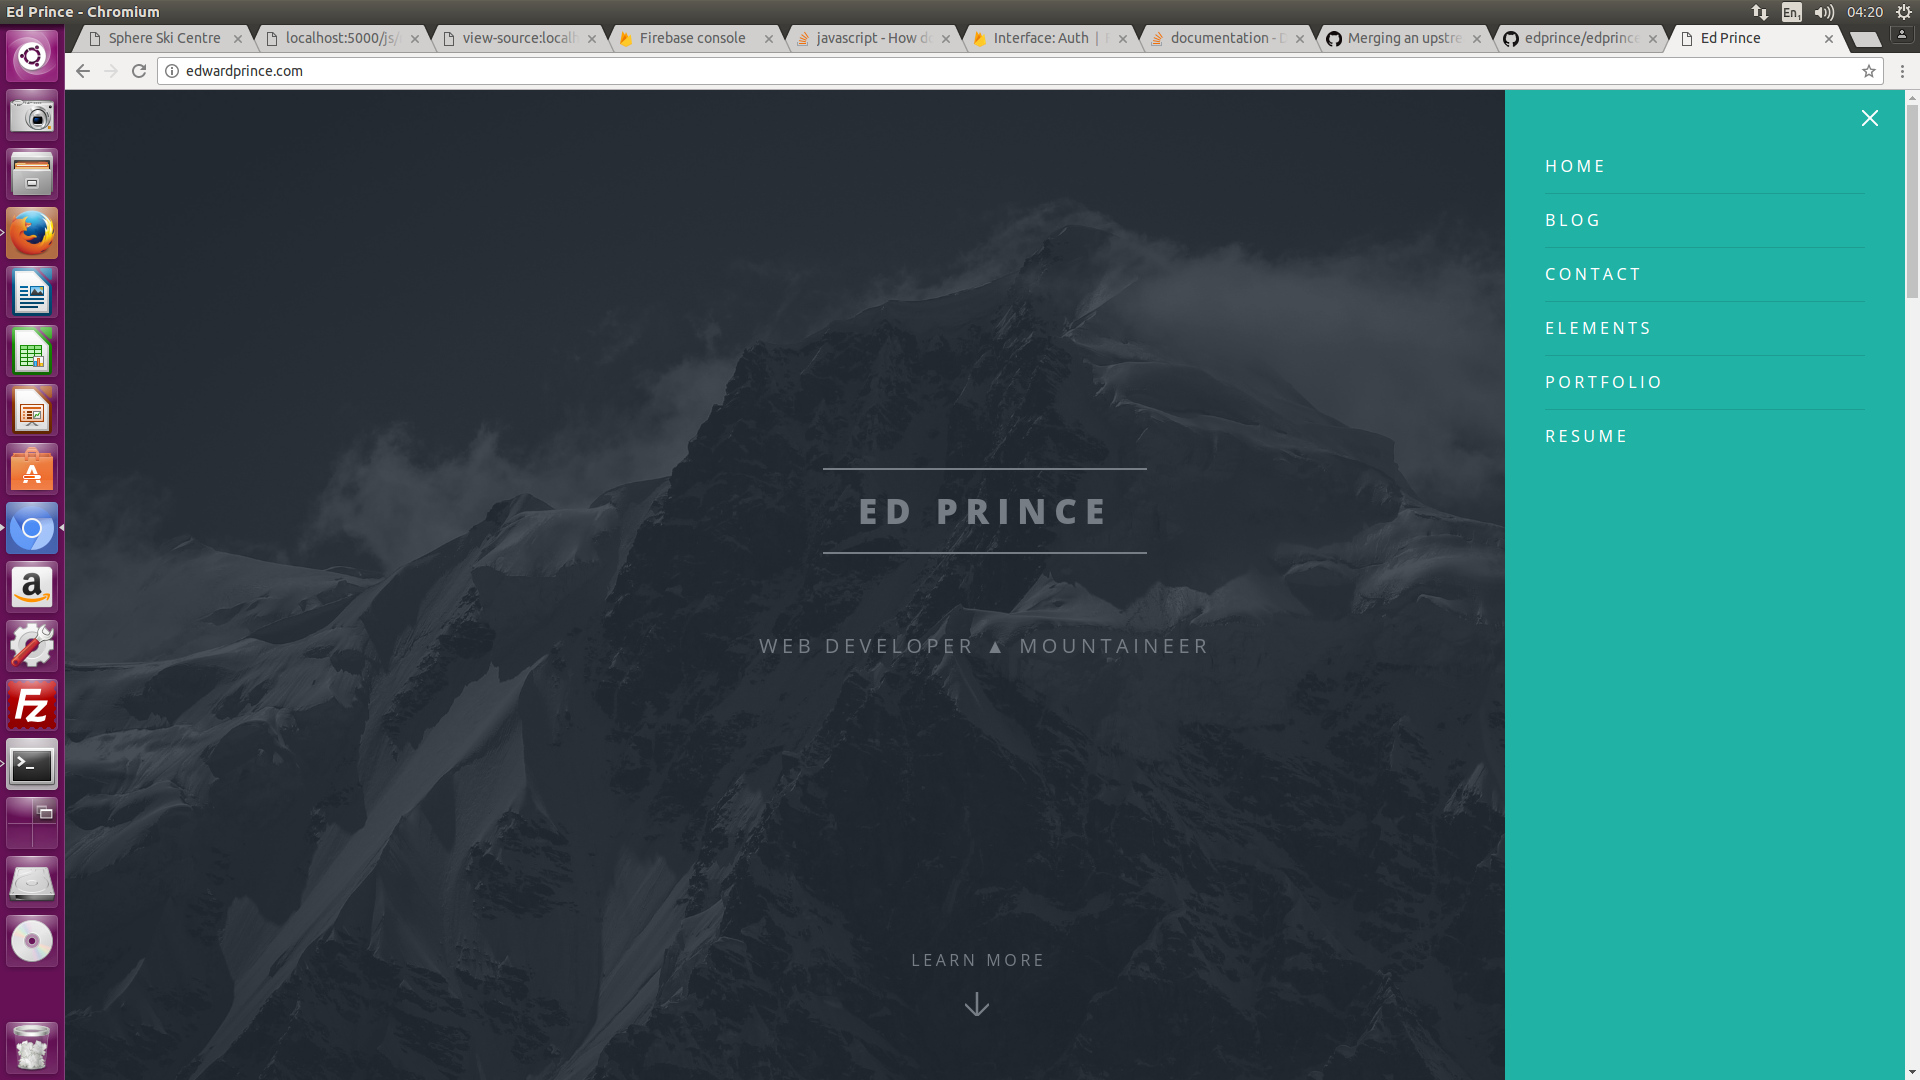 Ed Prince - Chromium
En1
04:20
Sphere Ski Centre
localhost:5000/js/
view-source:localh
Firebase console
javascript - How do
Interface: Auth |
documentation - D
Merging an upstre
edprince/edprince
Ed Prince
edwardprince.com
HOME
BLOG
CONTACT
ELEMENTS
PORTFOLIO
RESUME
ED PRINCE
WEB DEVELOPER ▲ MOUNTAINEER
LEARN MORE